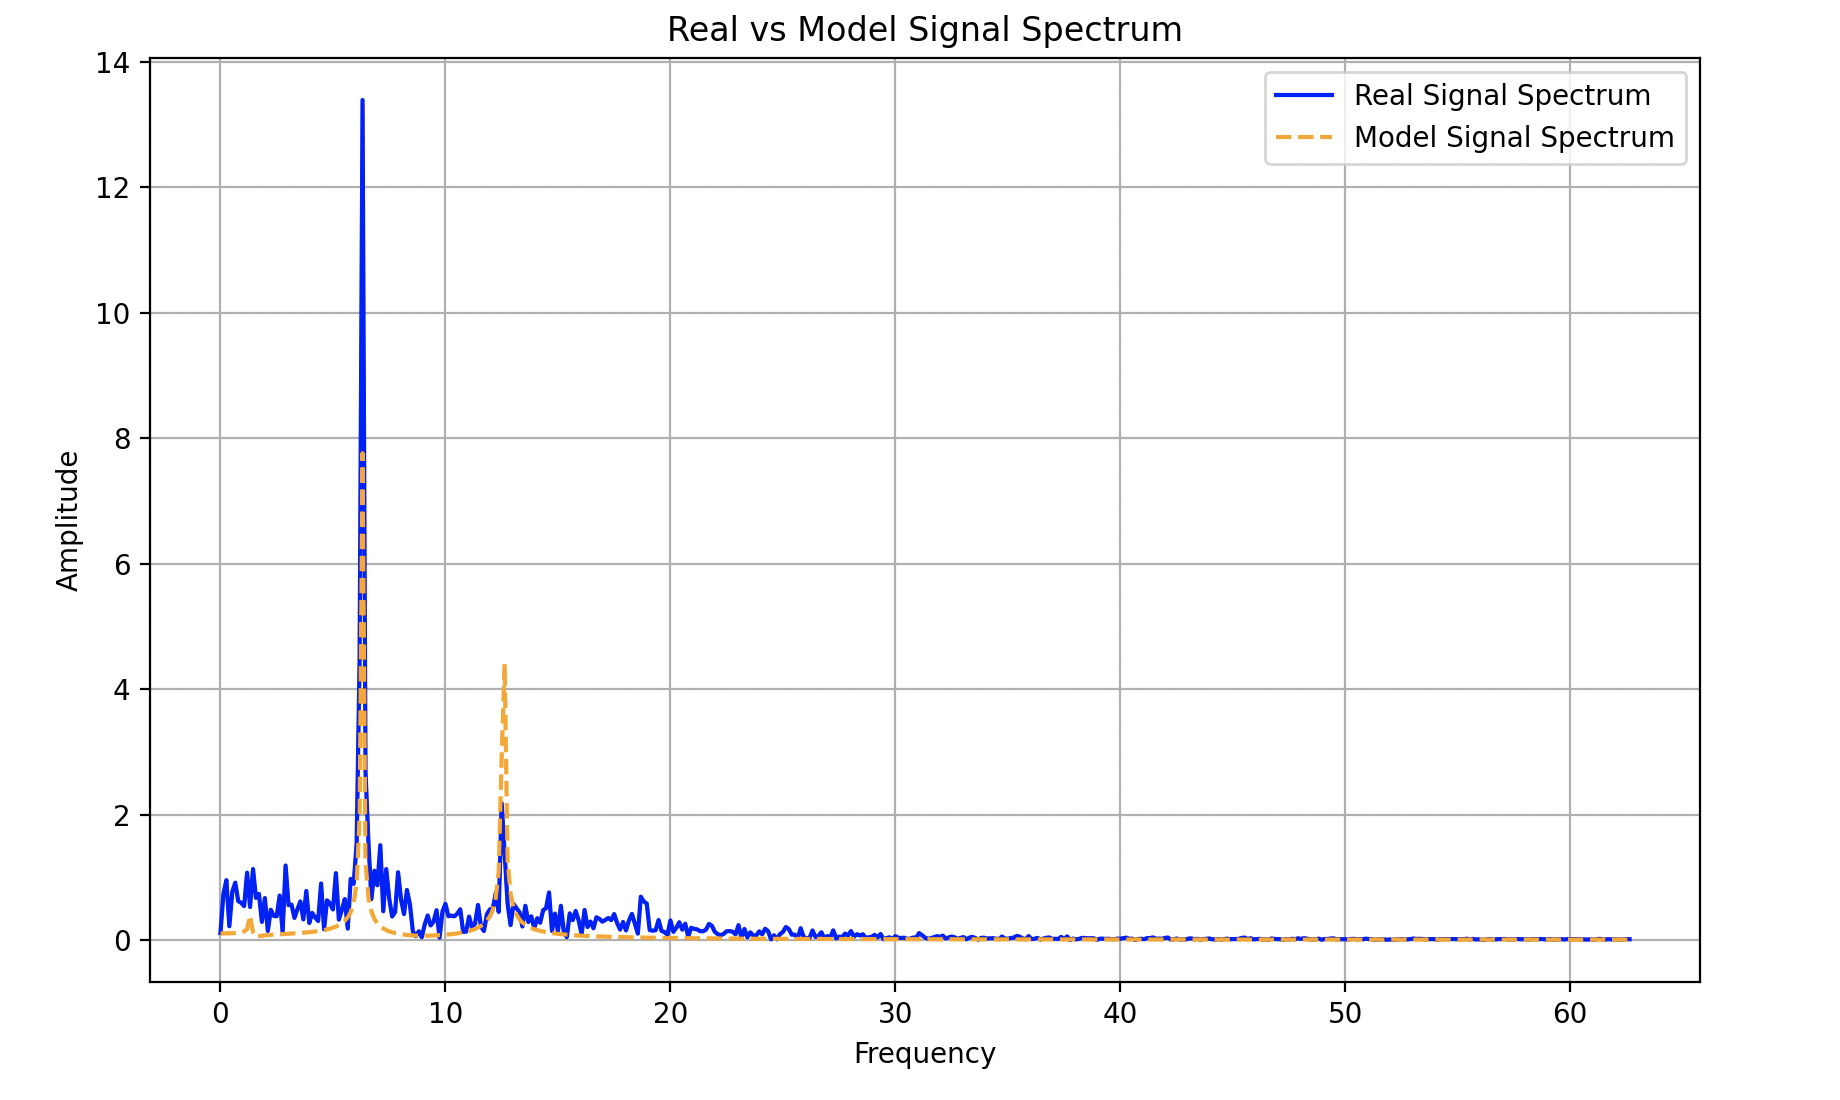 Real vs Model Signal Spectrum
14
12
10
8
6
4
2
0
Amplitude
Real Signal Spectrum
Model Signal Spectrum
0 10 20 30 40 50 60
Frequency